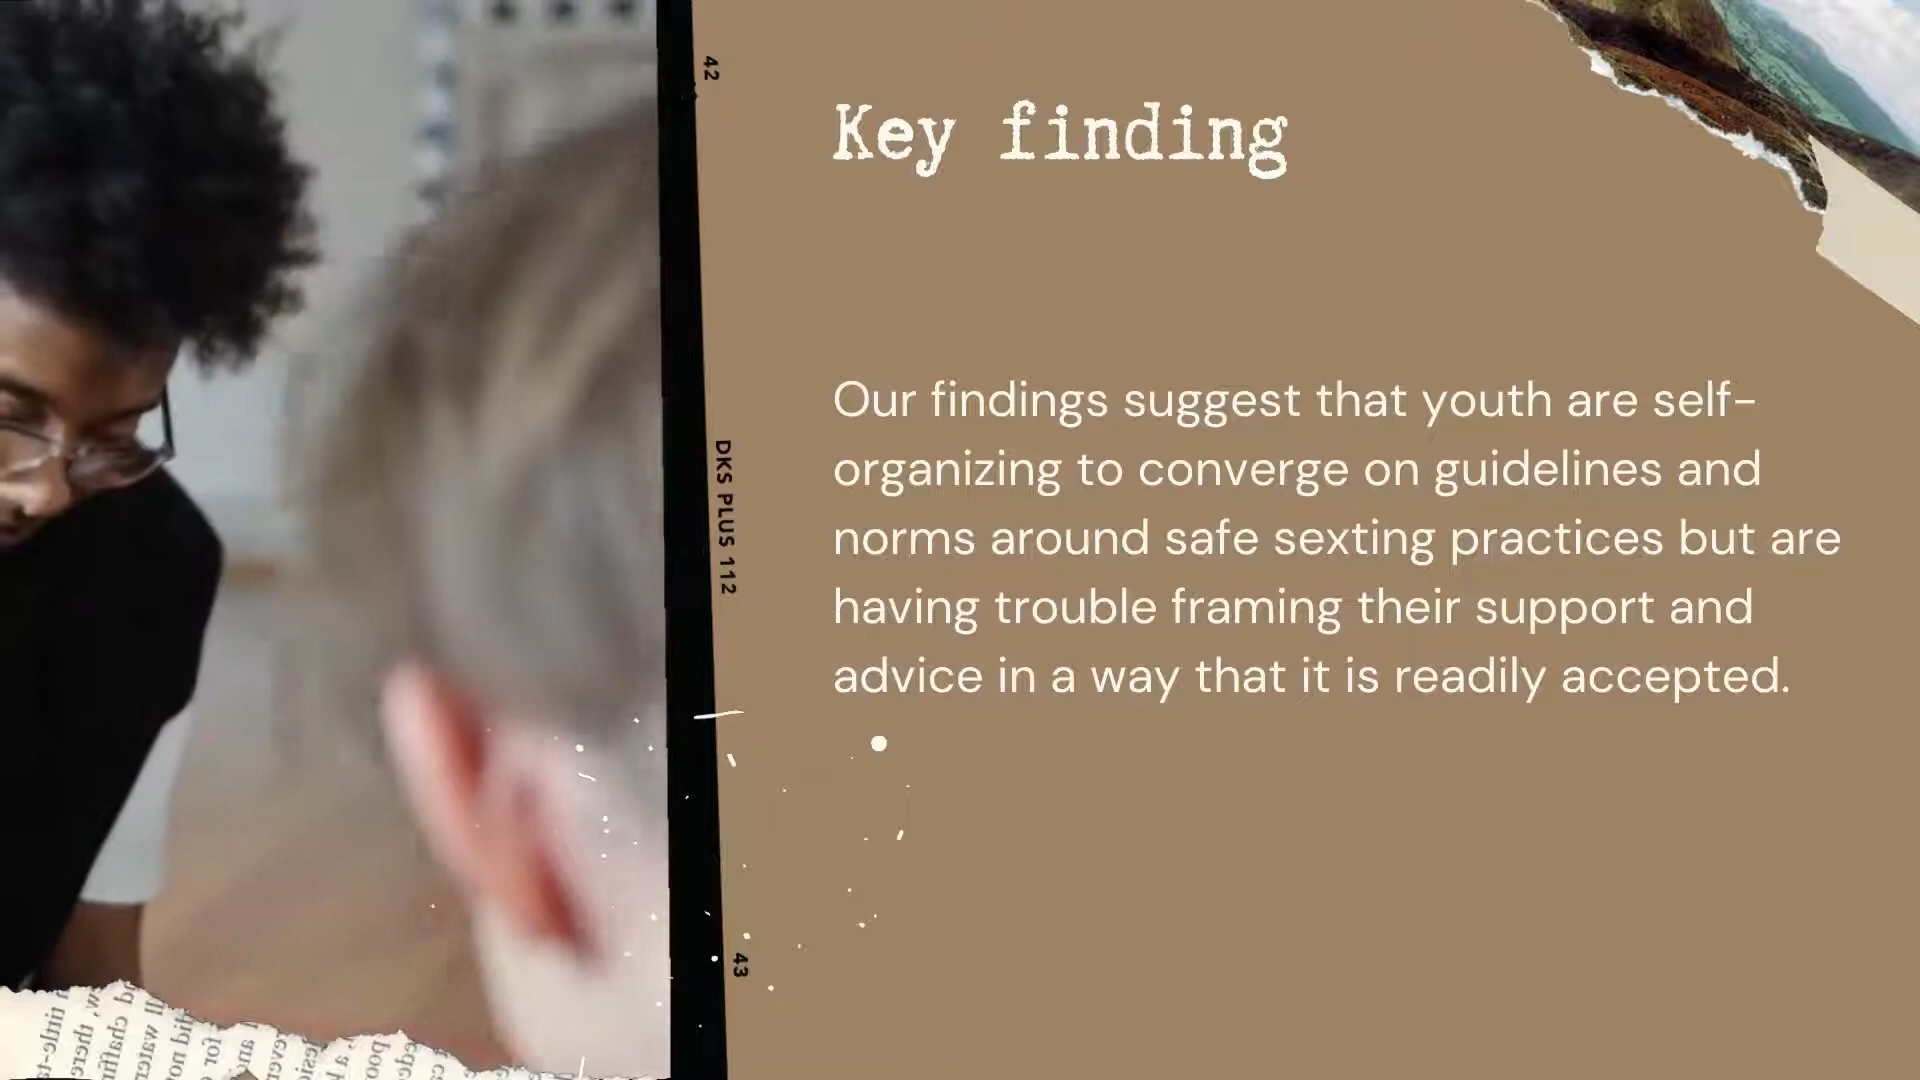 42
Key finding
Our findings suggest that youth are self-
organizing to converge on guidelines and
norms around safe sexting practices but are
having trouble framing their support and
advice in a way that it is readily accepted.
DKS PLUS 112
43